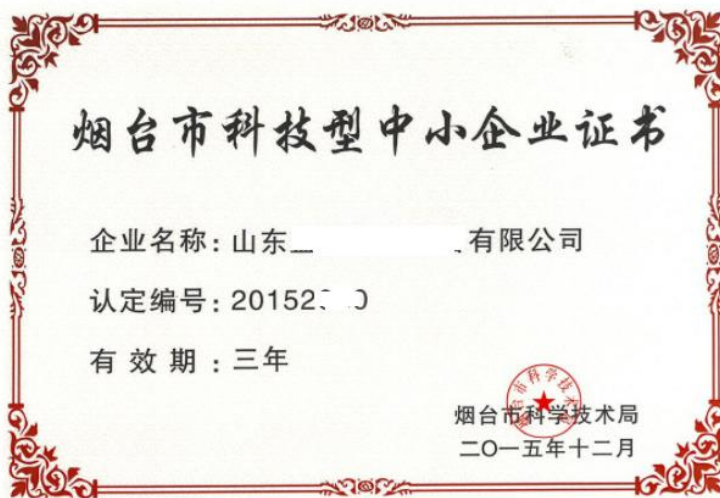 烟台市科技型中小企业证书
企业名称：山东 有限公司
认定编号：20152 0
有效期：三年
烟台市科学技术局
二〇一五年十二月